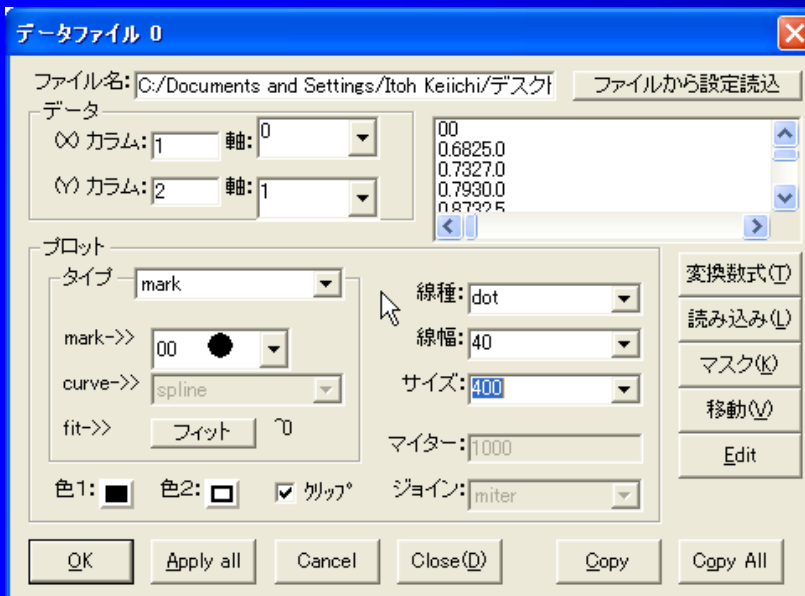 データファイル 0
ファイル名: C:/Documents and Settings/Itoh Keiichi/デスクト
ファイルから設定読込
データ
(X) カラム: 1 軸: 0
(Y) カラム: 2 軸: 1
00
0.6825.0
0.7327.0
0.7930.0
0.8732.5
プロット
タイプ mark
mark->> 00
curve->> spline
fit->> フィット ^0
色1: 色2: クリップ
線種: dot
線幅: 40
サイズ: 400
マイター: 1000
ジョイン: miter
変換数式(T)
読み込み(L)
マスク(K)
移動(V)
Edit
OK Apply all Cancel Close(D) Copy Copy All